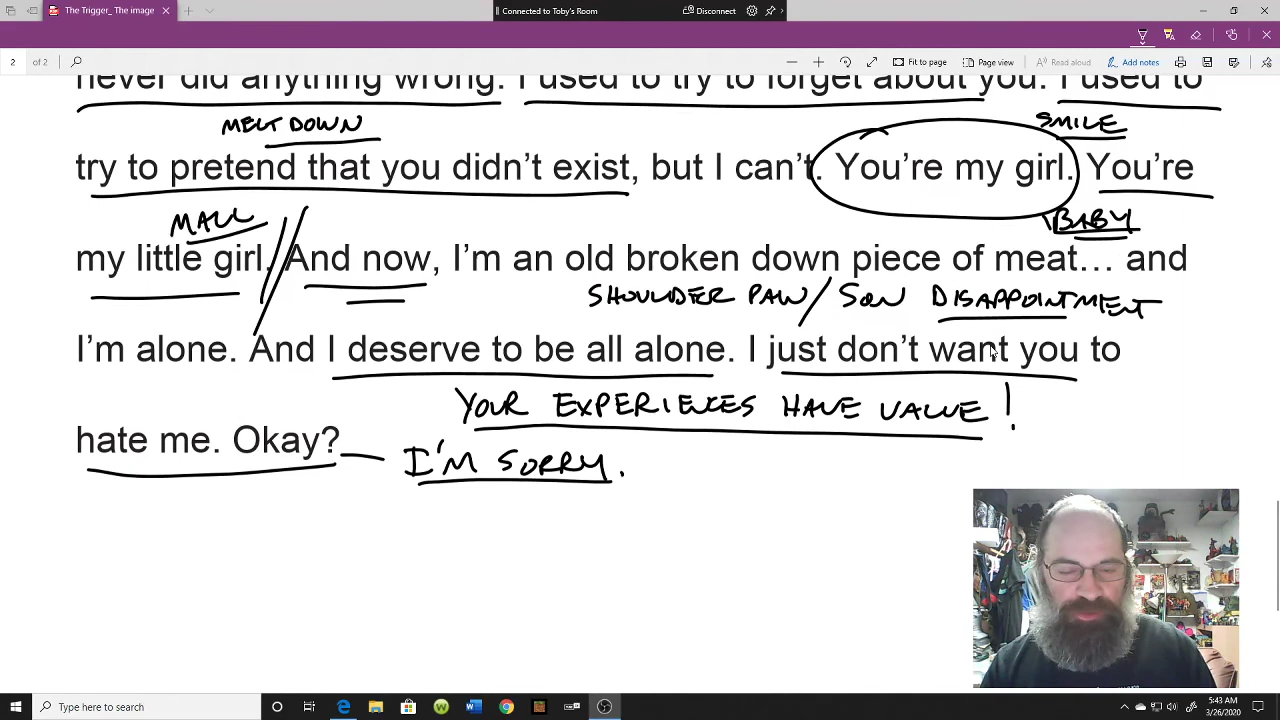 The Trigger_ The image
Connected to Toby's Room
Disconnect
2 of 2
Page view
Read aloud
Add notes
never did anything wrong. I used to try to forget about you. I used to
MELT DOWN
SMILE
try to pretend that you didn't exist, but I can't. You're my girl. You're
MALL
BABY
my little girl. And now, I'm an old broken down piece of meat... and
SHOULDER PAW / SON DISAPPOINTMENT
I'm alone. And I deserve to be all alone. I just don't want you to
YOUR EXPERIENCES HAVE VALUE!
hate me. Okay? — I'M SORRY.
Type here to search
5:43 AM
3/26/2020